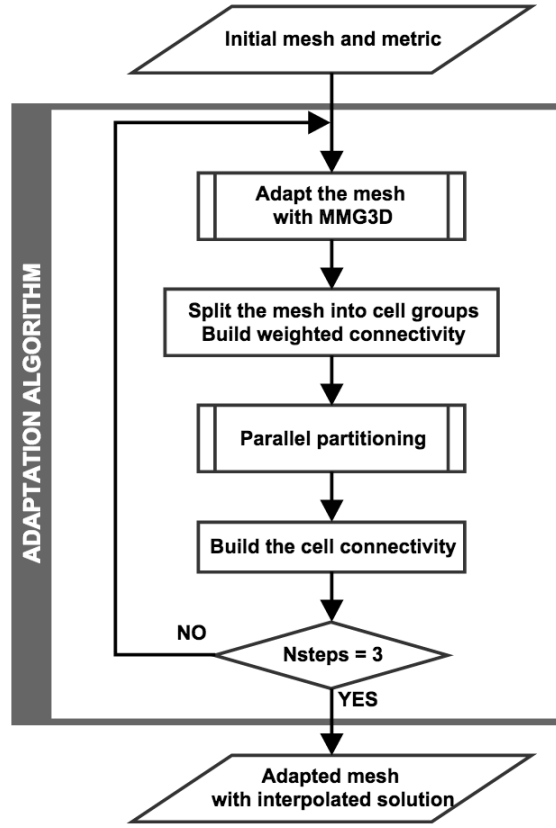 Initial mesh and metric
ADAPTATION ALGORITHM
Adapt the mesh
with MMG3D
Split the mesh into cell groups
Build weighted connectivity
Parallel partitioning
Build the cell connectivity
NO
Nsteps = 3
YES
Adapted mesh
with interpolated solution